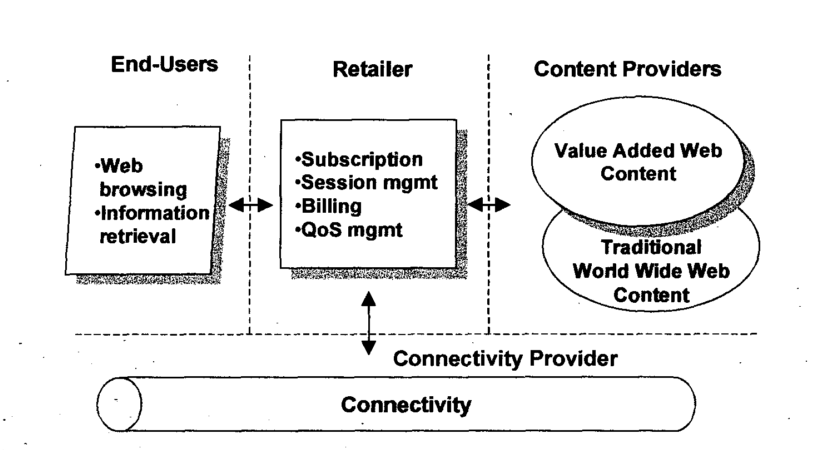 End-Users
Retailer
Content Providers
•Web
browsing
•Information
retrieval
•Subscription
•Session mgmt
•Billing
•QoS mgmt
Value Added Web
Content
Traditional
World Wide Web
Content
Connectivity Provider
Connectivity